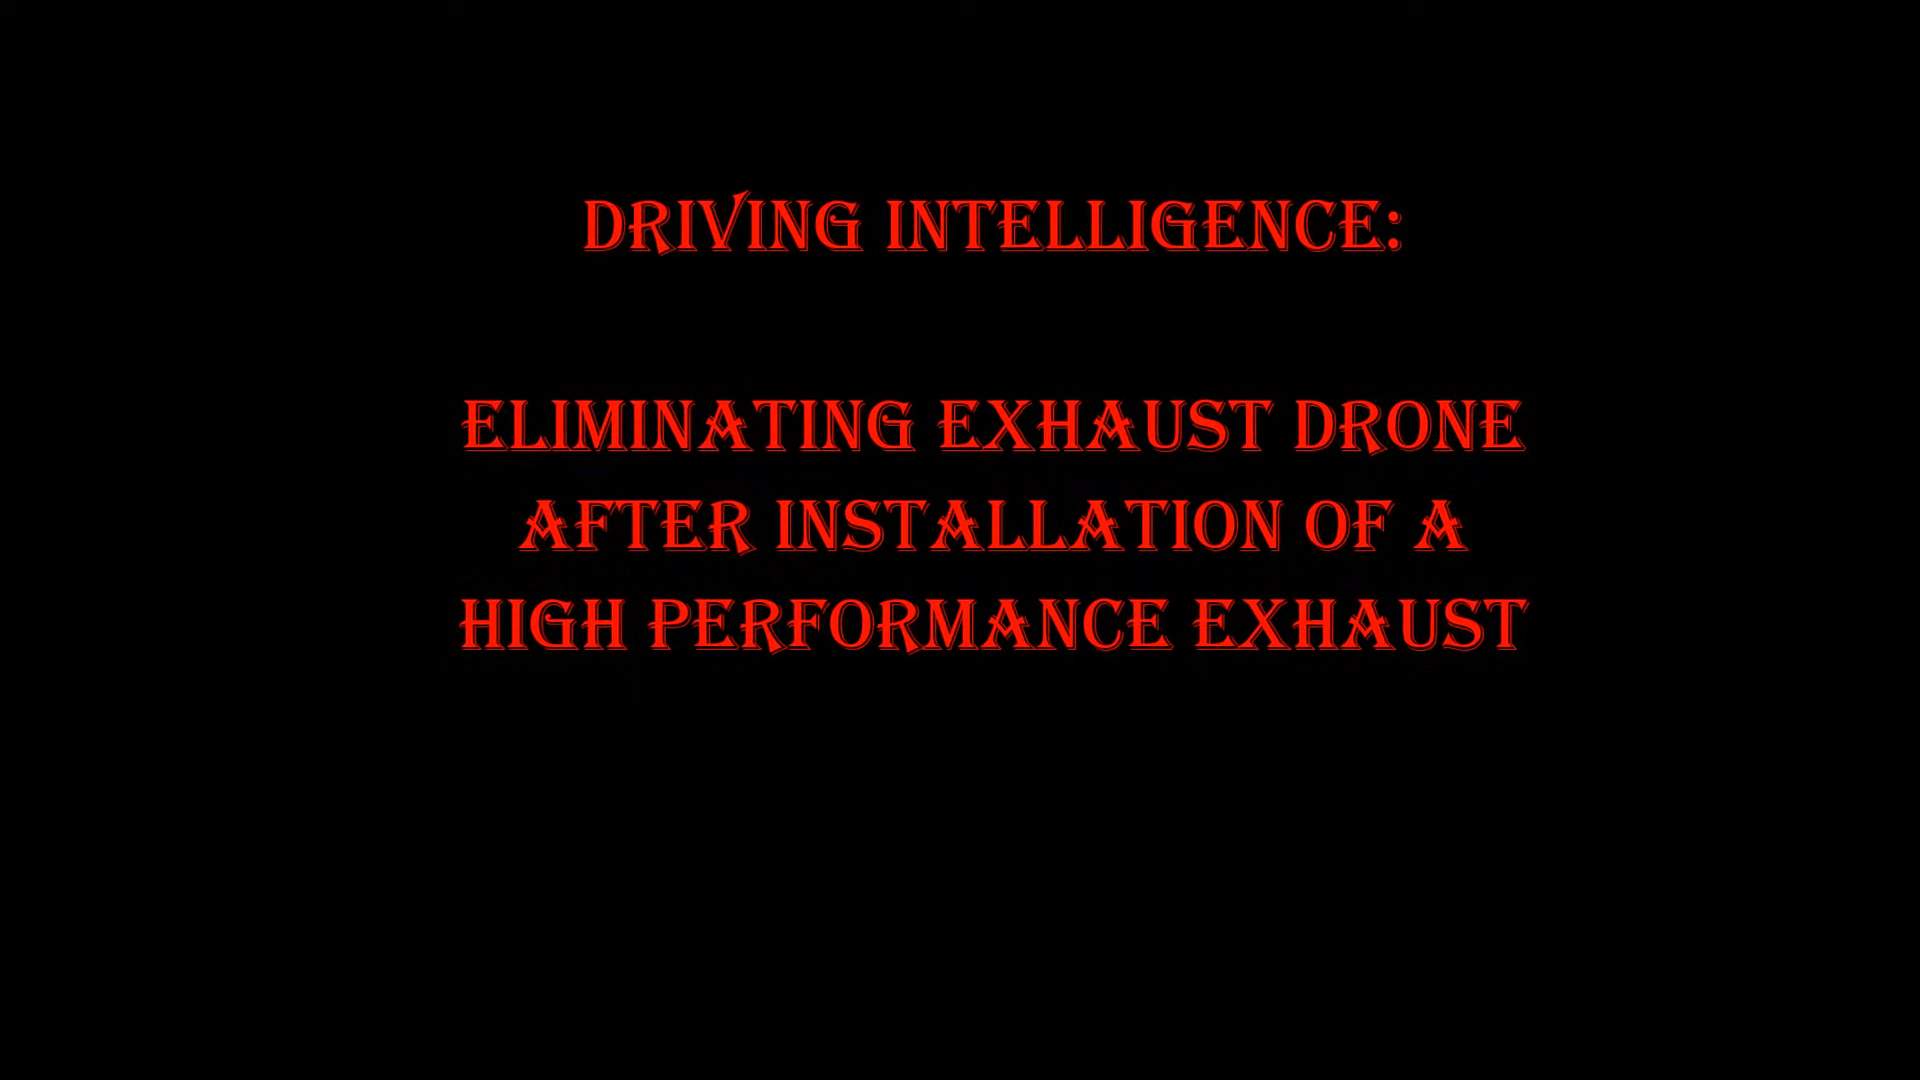 DRIVING INTELLIGENCE:
ELIMINATING EXHAUST DRONE
AFTER INSTALLATION OF A
HIGH PERFORMANCE EXHAUST